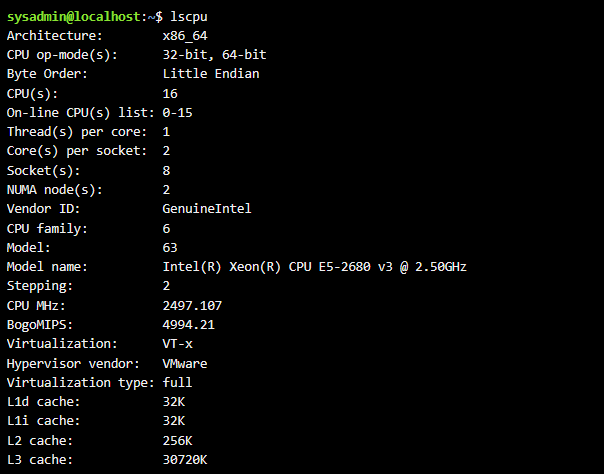 sysadmin@localhost:~$ lscpu
Architecture:        x86_64
CPU op-mode(s):      32-bit, 64-bit
Byte Order:          Little Endian
CPU(s):              16
On-line CPU(s) list: 0-15
Thread(s) per core:  1
Core(s) per socket:  2
Socket(s):           8
NUMA node(s):        2
Vendor ID:           GenuineIntel
CPU family:          6
Model:               63
Model name:          Intel(R) Xeon(R) CPU E5-2680 v3 @ 2.50GHz
Stepping:            2
CPU MHz:             2497.107
BogoMIPS:            4994.21
Virtualization:      VT-x
Hypervisor vendor:   VMware
Virtualization type: full
L1d cache:           32K
L1i cache:           32K
L2 cache:            256K
L3 cache:            30720K